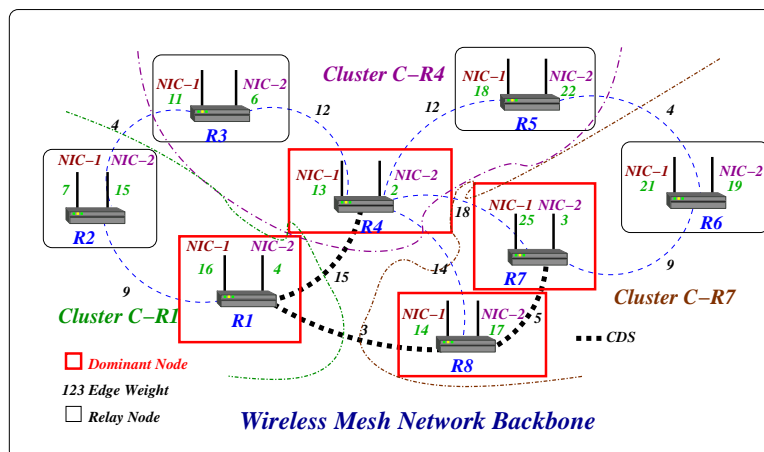 Cluster C-R4
NIC-1 NIC-2
11 6
R3
NIC-1 NIC-2
18 22
R5
4
12
12
4
NIC-1 NIC-2
7 15
R2
NIC-1 NIC-2
13 2
R4
NIC-1 NIC-2
21 19
R6
18
NIC-1 NIC-2
25 3
R7
NIC-1 NIC-2
16 4
R1
15
14
9
9
Cluster C-R1
Cluster C-R7
3
5
NIC-1 NIC-2
14 17
R8
CDS
Dominant Node
123 Edge Weight
Relay Node
Wireless Mesh Network Backbone